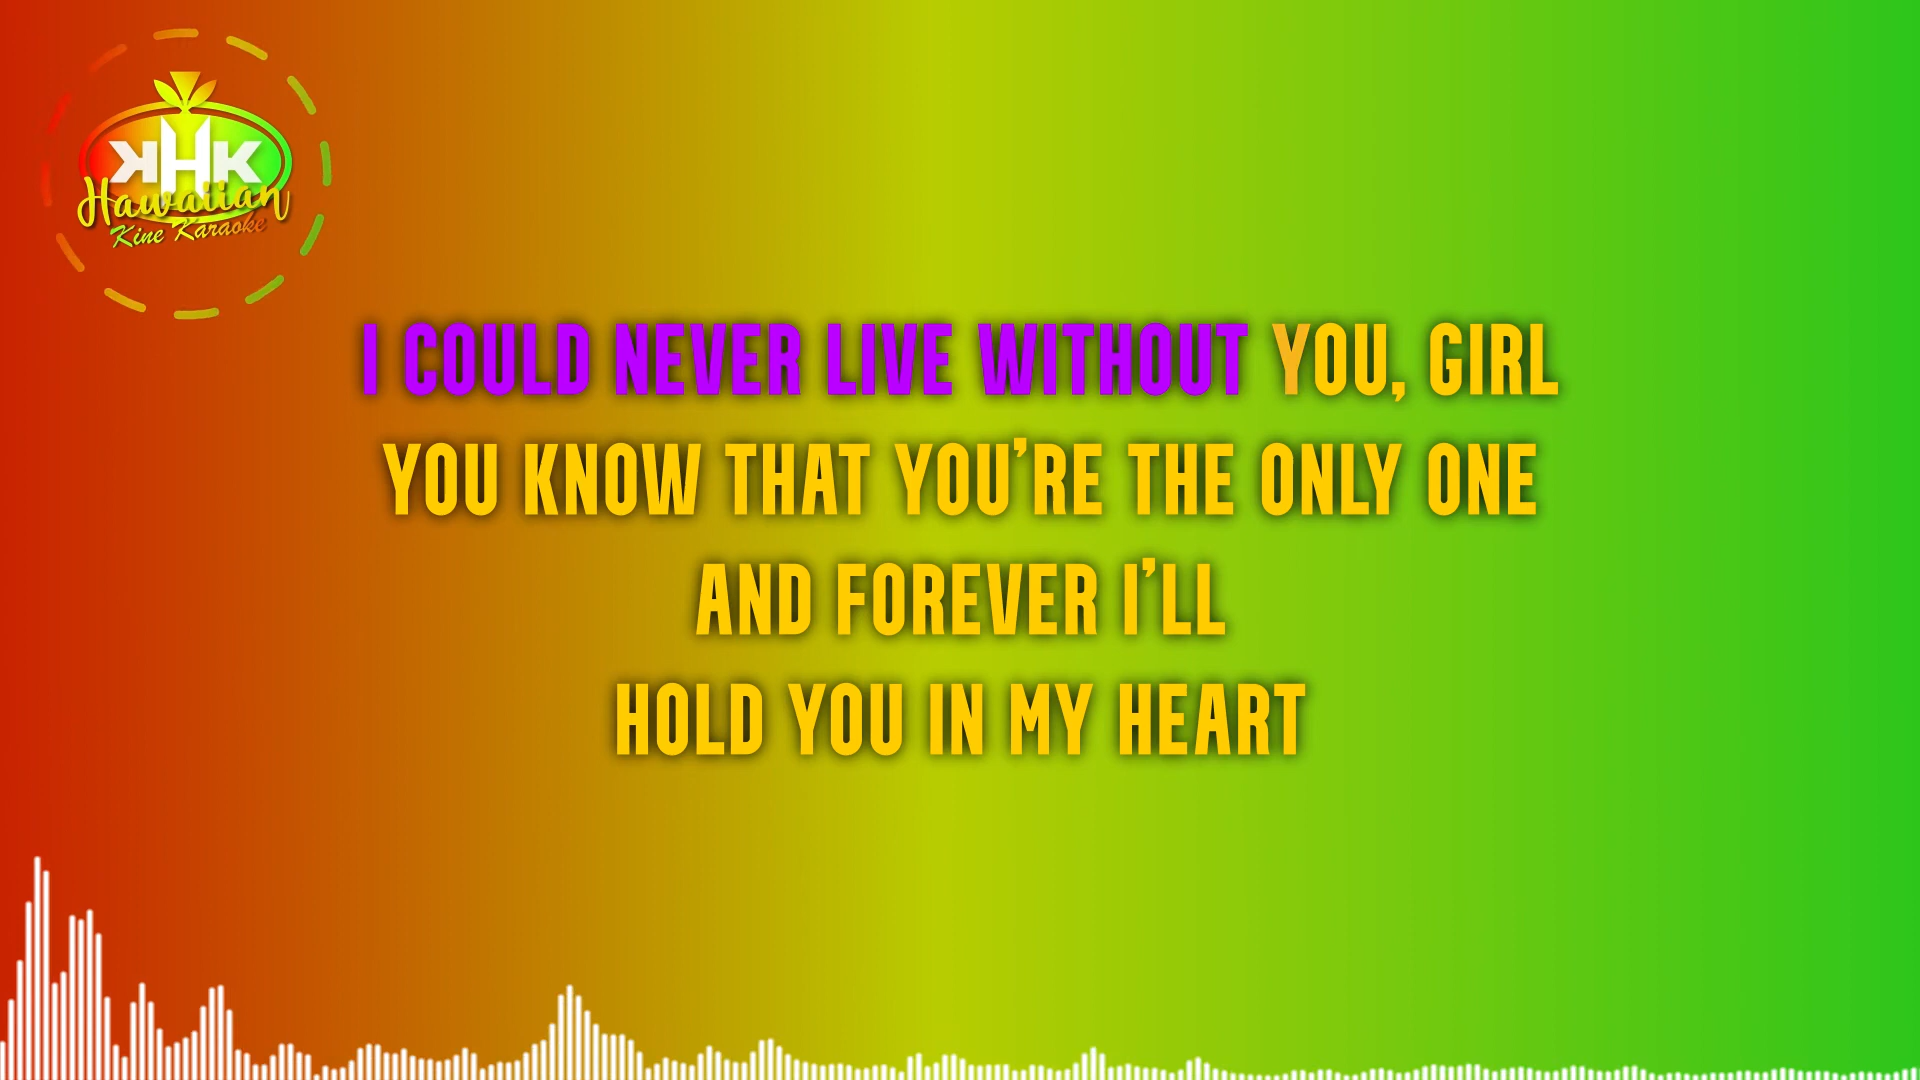 KHK
Hawaiian
Kine Karaoke
I COULD NEVER LIVE WITHOUT YOU, GIRL
YOU KNOW THAT YOU'RE THE ONLY ONE
AND FOREVER I'LL
HOLD YOU IN MY HEART